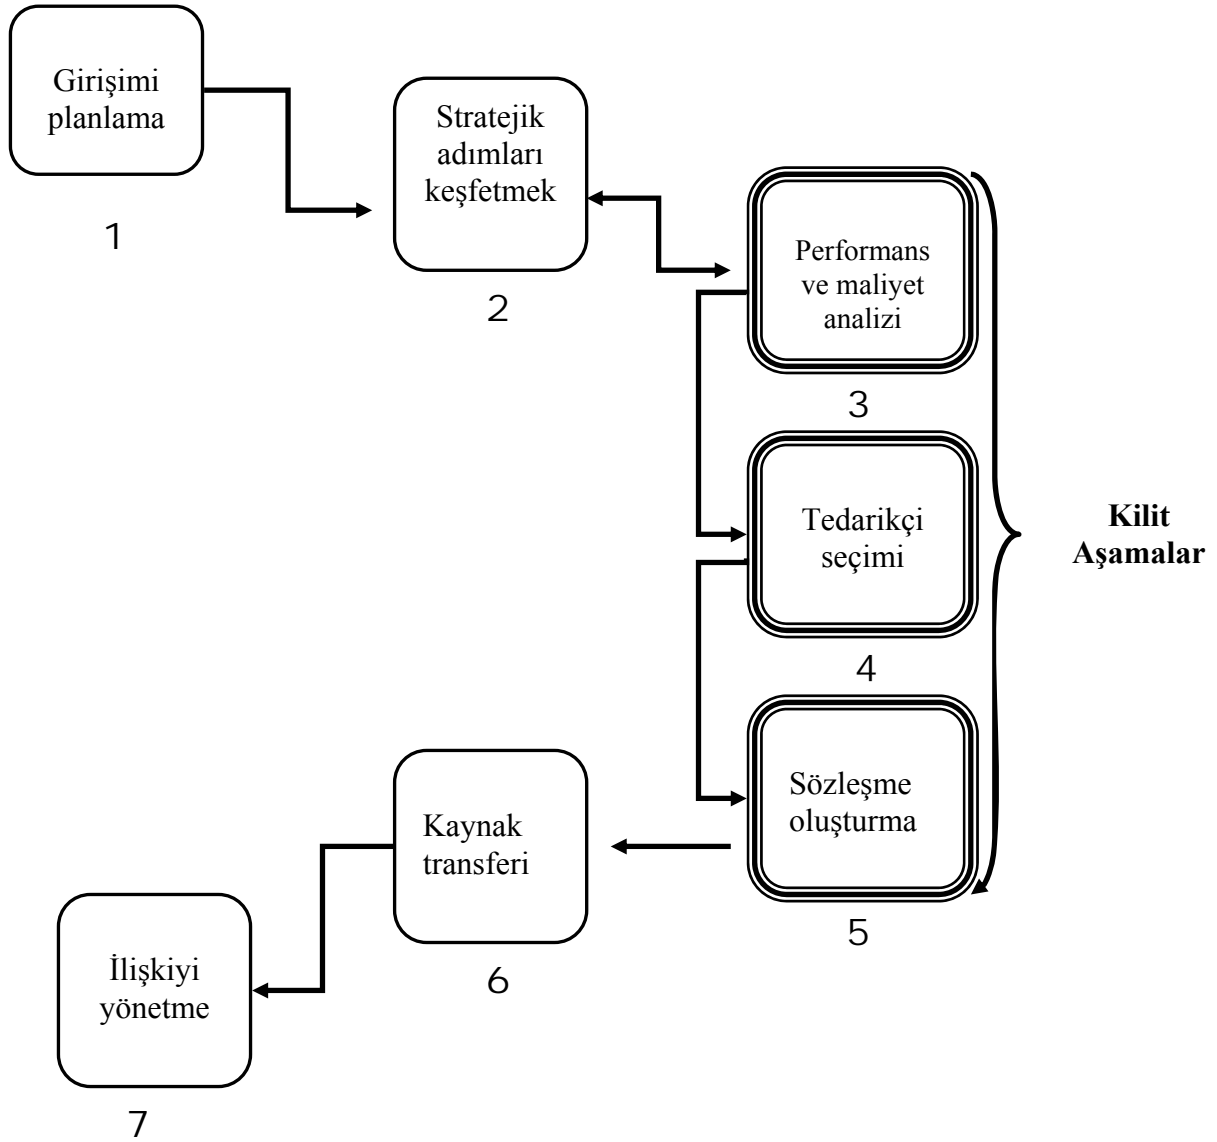 Girişimi
planlama
1
Stratejik
adımları
keşfetmek
2
Performans
ve maliyet
analizi
3
Tedarikçi
seçimi
4
Kilit
Aşamalar
Sözleşme
oluşturma
5
Kaynak
transferi
6
İlişkiyi
yönetme
7